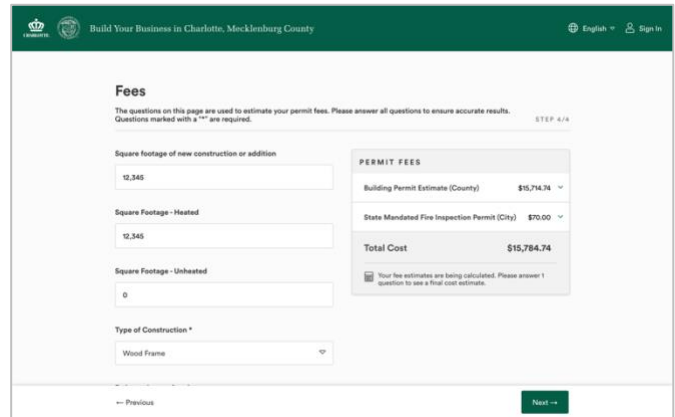 CHARLOTTE
Build Your Business in Charlotte, Mecklenburg County
English
Sign In
Fees
The questions on this page are used to estimate your permit fees. Please answer all questions to ensure accurate results.
Questions marked with a "*" are required.
STEP 4/4
Square footage of new construction or addition
12,345
Square Footage - Heated
12,345
Square Footage - Unheated
0
Type of Construction *
Wood Frame
PERMIT FEES
Building Permit Estimate (County) $15,714.74
State Mandated Fire Inspection Permit (City) $70.00
Total Cost $15,784.74
Your fee estimates are being calculated. Please answer 1
question to see a final cost estimate.
← Previous
Next →